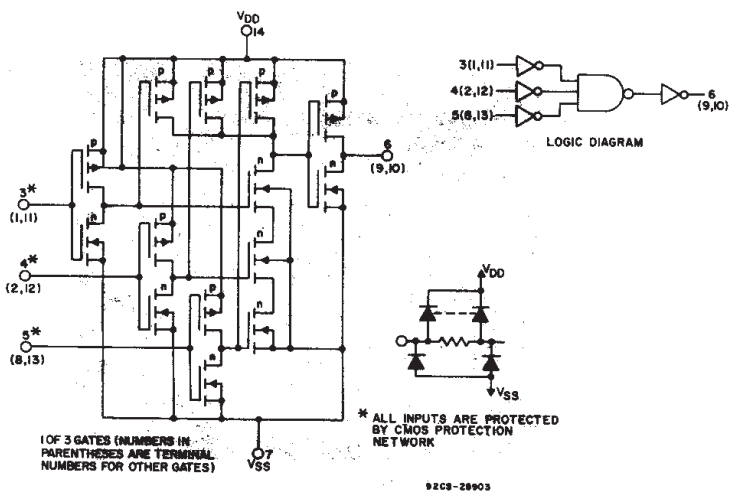 VDD
14
p
p
p
p
p
n
n
6
(9,10)
3*
(1,11)
n
p
4*
(2,12)
n
n
p
n
5*
(8,13)
n
7
VSS
1 OF 3 GATES (NUMBERS IN
PARENTHESES ARE TERMINAL
NUMBERS FOR OTHER GATES)
3(1,11)
4(2,12)
5(8,13)
6
(9,10)
LOGIC DIAGRAM
VDD
VSS
* ALL INPUTS ARE PROTECTED
BY CMOS PROTECTION
NETWORK
92CS-28903